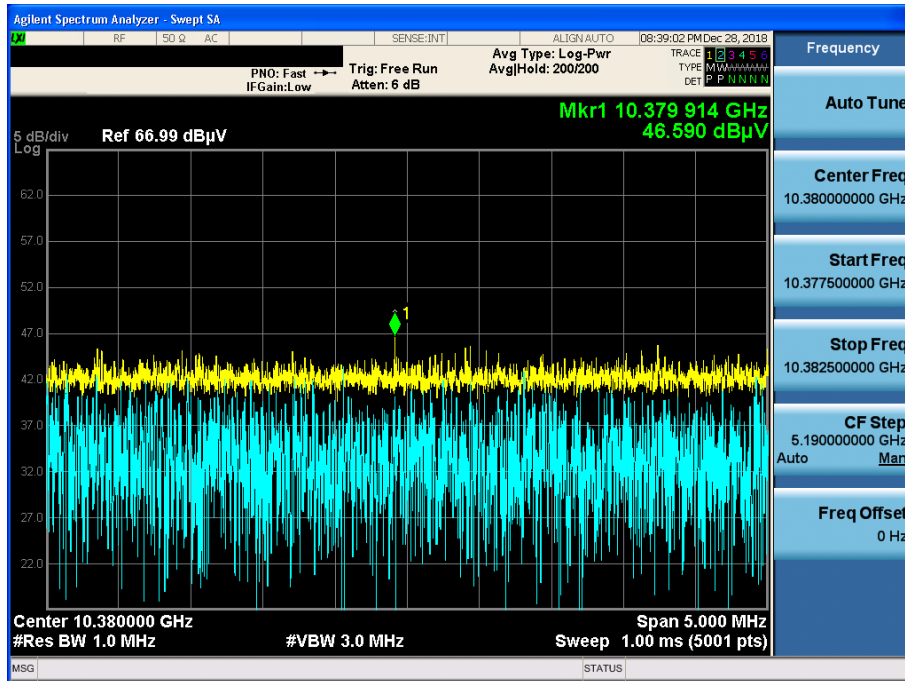 Agilent Spectrum Analyzer - Swept SA
LXI RF 50 Ω AC SENSE:INT ALIGN AUTO 08:39:02 PM Dec 28, 2018
PNO: Fast Trig: Free Run Avg Type: Log-Pwr TRACE 1 2 3 4 5 6
IFGain:Low Atten: 6 dB Avg|Hold: 200/200 TYPE M WWWWWW
DET P P N N N N
Mkr1 10.379 914 GHz
46.590 dBµV
5 dB/div Ref 66.99 dBµV
Log
62.0
57.0
52.0
47.0
1
42.0
37.0
32.0
27.0
22.0
Center 10.380000 GHz Span 5.000 MHz
#Res BW 1.0 MHz #VBW 3.0 MHz Sweep 1.00 ms (5001 pts)
MSG STATUS
Frequency
Auto Tune
Center Freq
10.380000000 GHz
Start Freq
10.377500000 GHz
Stop Freq
10.382500000 GHz
CF Step
5.190000000 GHz
Auto Man
Freq Offset
0 Hz